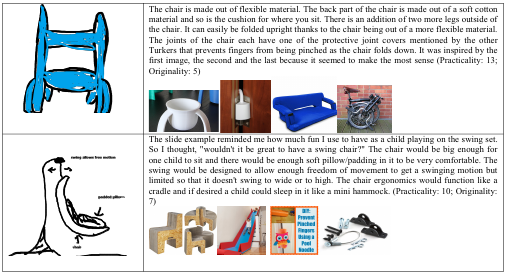 The chair is made out of flexible material. The back part of the chair is made out of a soft cotton
material and so is the cushion for where you sit. There is an addition of two more legs outside of
the chair. It can easily be folded upright thanks to the chair being out of a more flexible material.
The joints of the chair each have one of the protective joint covers mentioned by the other
Turkers that prevents fingers from being pinched as the chair folds down. It was inspired by the
first image, the second and the last because it seemed to make the most sense (Practicality: 13;
Originality: 5)
The slide example reminded me how much fun I use to have as a child playing on the swing set.
So I thought, "wouldn't it be great to have a swing chair?" The chair would be big enough for
one child to sit and there would be enough soft pillow/padding in it to be very comfortable. The
swing would be designed to allow enough freedom of movement to get a swinging motion but
limited so that it doesn't swing to wide or to high. The chair ergonomics would function like a
cradle and if desired a child could sleep in it like a mini hammock. (Practicality: 10; Originality:
7)
swing allows free motion
padded pillows
chair
DIY:
Prevent
Pinched
Fingers
Using a
Pool
Noodle